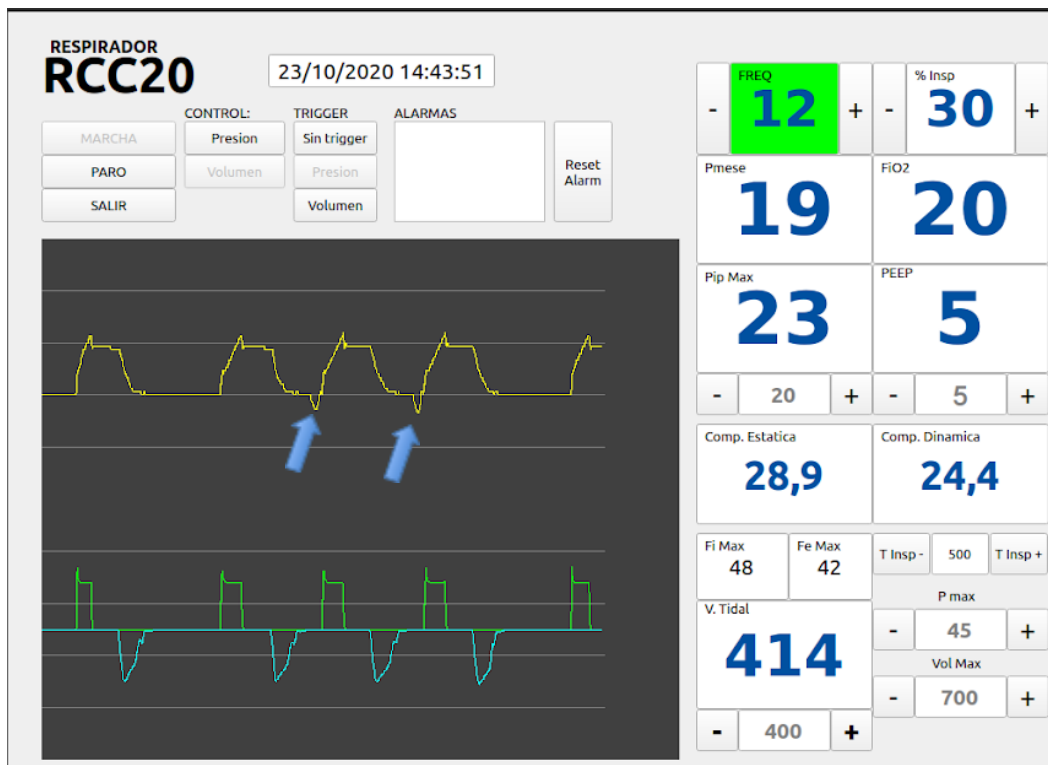 RESPIRADOR
RCC20
23/10/2020 14:43:51
CONTROL:
TRIGGER
ALARMAS
MARCHA
Presion
Sin trigger
PARO
Volumen
Presion
SALIR
Volumen
Reset
Alarm
FREQ
- 12 +
% Insp
- 30 +
Pmese
19
FiO2
20
Pip Max
23
PEEP
5
- 20 +
- 5 +
Comp. Estatica
28,9
Comp. Dinamica
24,4
Fi Max
48
Fe Max
42
T Insp - 500 T Insp +
P max
- 45 +
V. Tidal
414
Vol Max
- 700 +
- 400 +